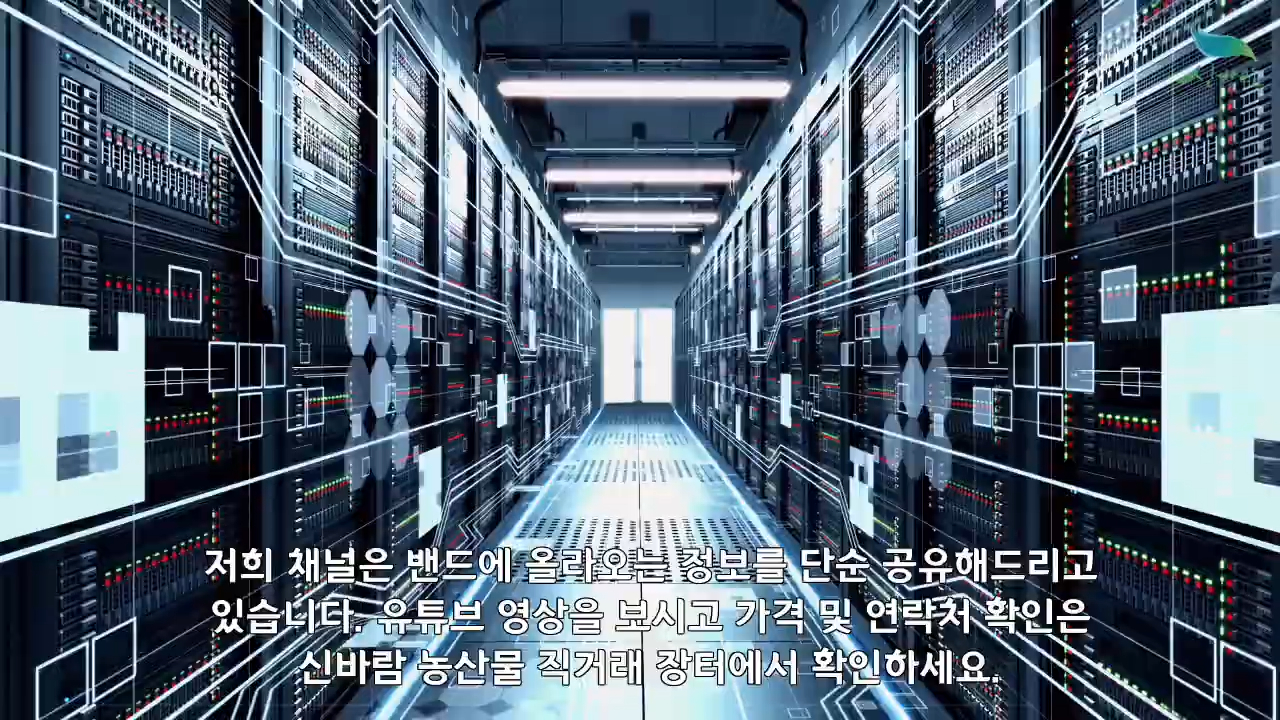 저희 채널은 밴드에 올라오는 정보를 단순 공유해드리고
있습니다. 유튜브 영상을 보시고 가격 및 연락처 확인은
신바람 농산물 직거래 장터에서 확인하세요.